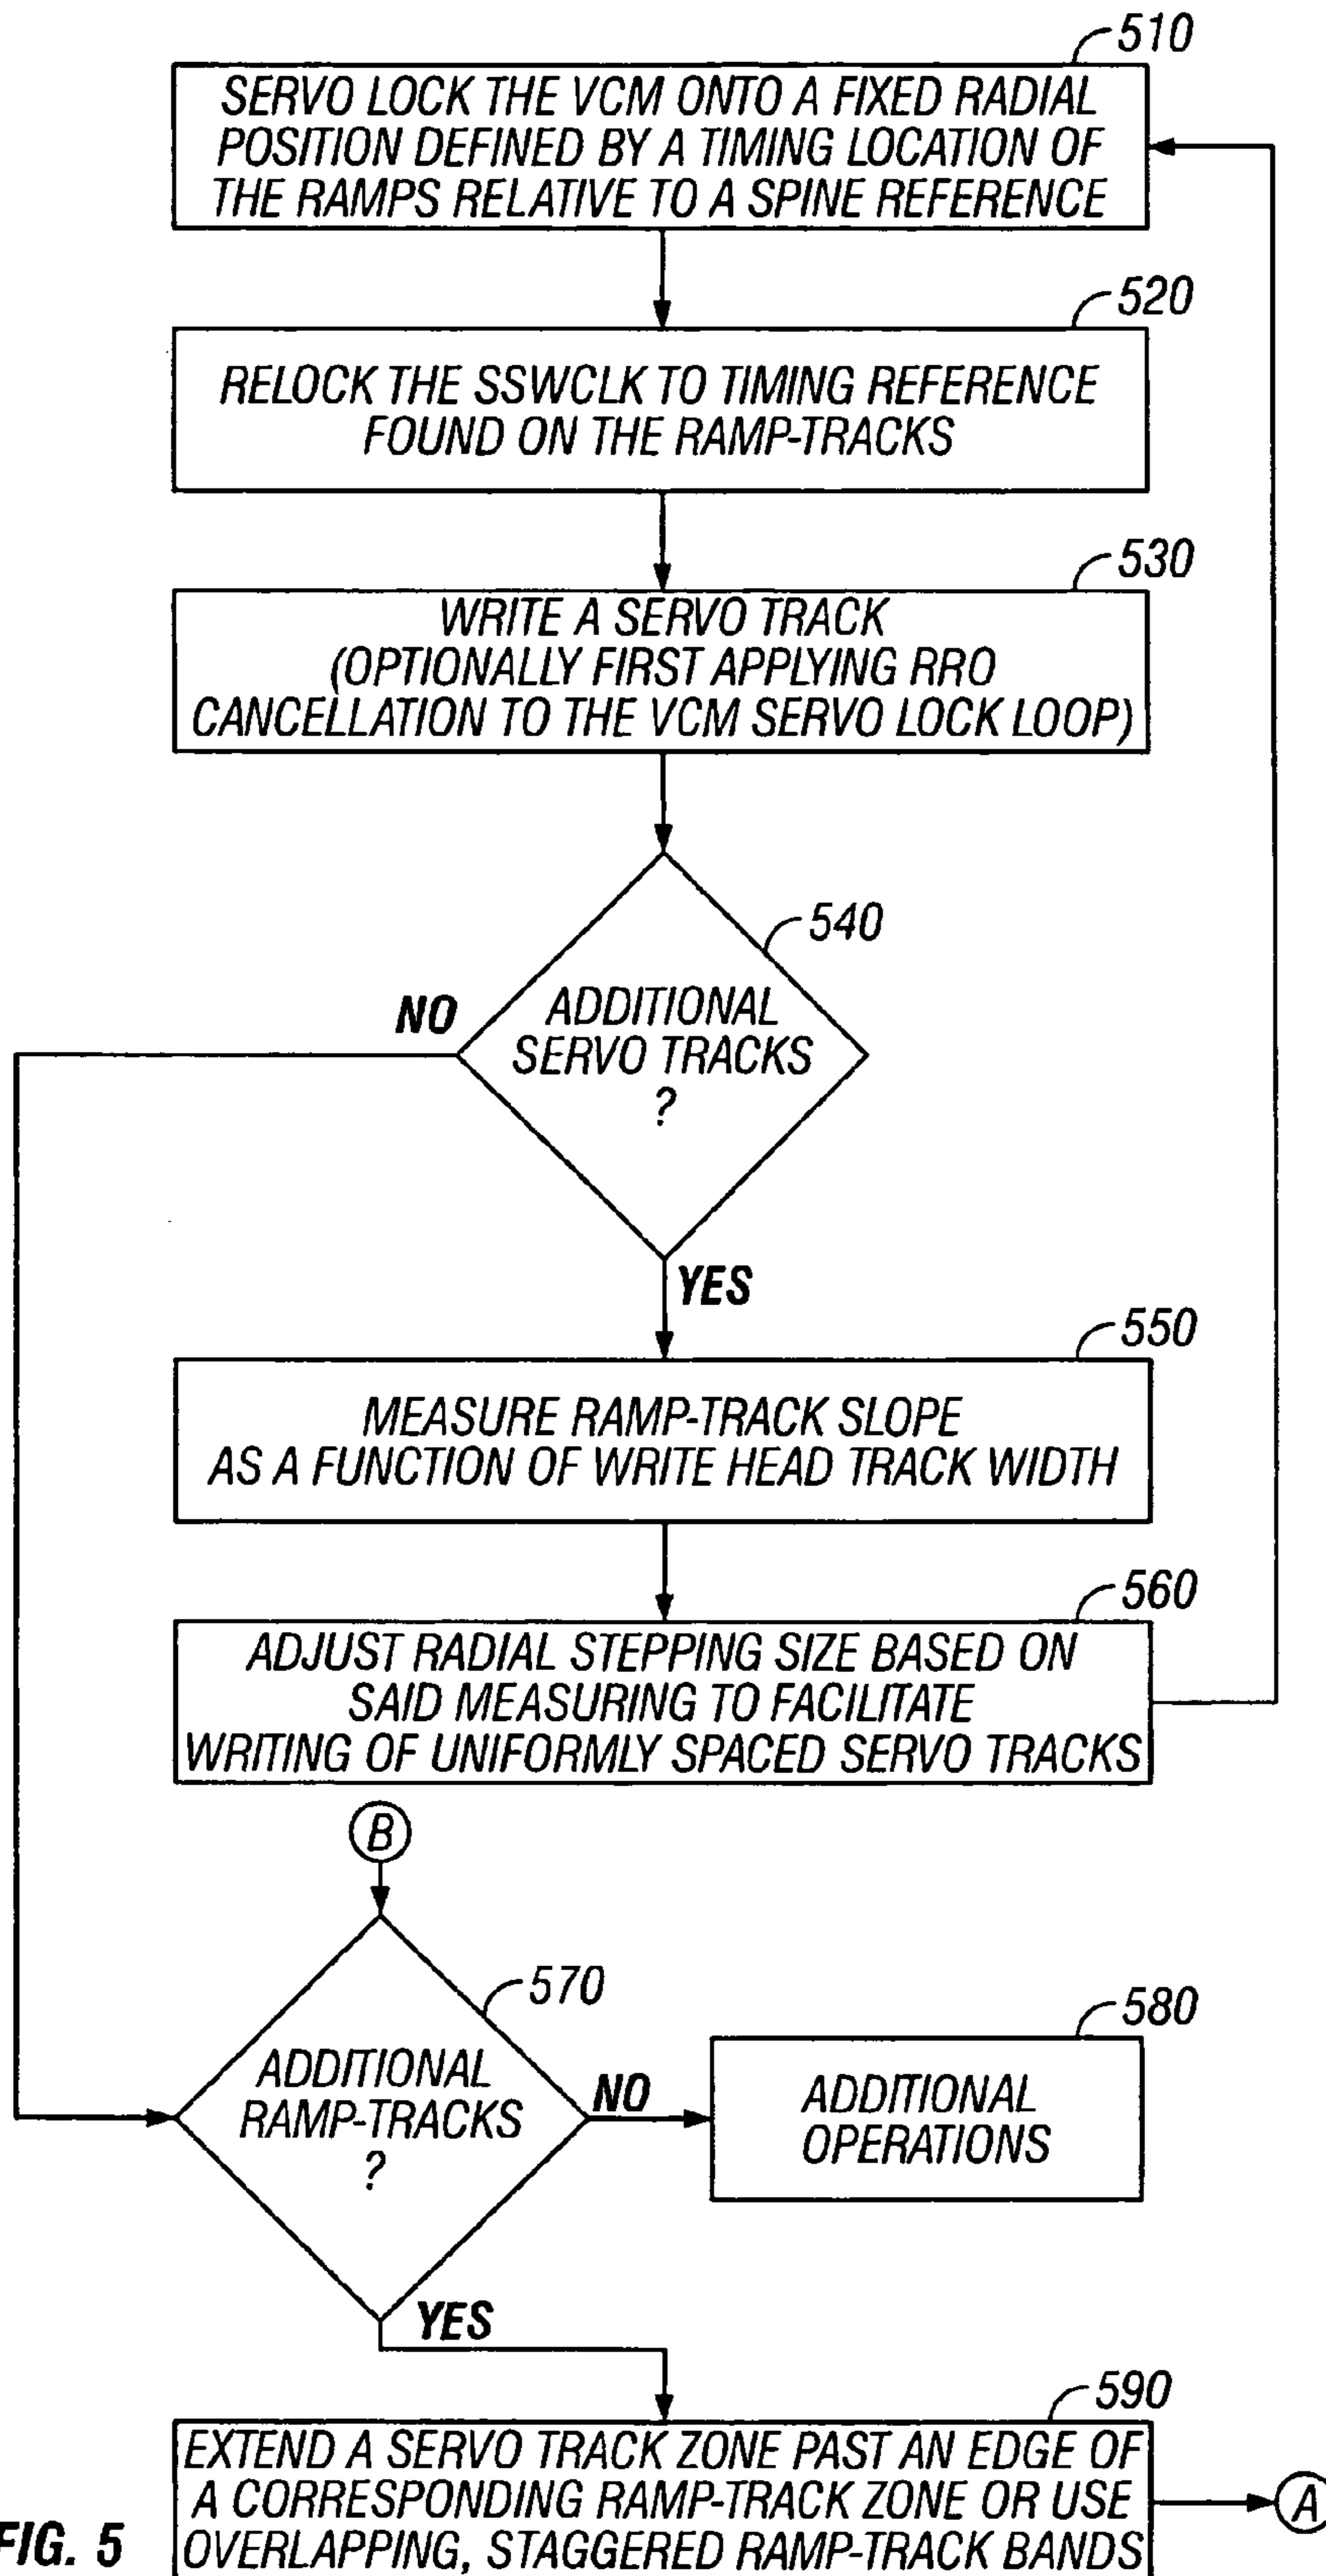 510
SERVO LOCK THE VCM ONTO A FIXED RADIAL
POSITION DEFINED BY A TIMING LOCATION OF
THE RAMPS RELATIVE TO A SPINE REFERENCE
520
RELOCK THE SSWCLK TO TIMING REFERENCE
FOUND ON THE RAMP-TRACKS
530
WRITE A SERVO TRACK
(OPTIONALLY FIRST APPLYING RRO
CANCELLATION TO THE VCM SERVO LOCK LOOP)
540
NO
ADDITIONAL
SERVO TRACKS
?
YES
550
MEASURE RAMP-TRACK SLOPE
AS A FUNCTION OF WRITE HEAD TRACK WIDTH
560
ADJUST RADIAL STEPPING SIZE BASED ON
SAID MEASURING TO FACILITATE
WRITING OF UNIFORMLY SPACED SERVO TRACKS
B
570
ADDITIONAL
RAMP-TRACKS
?
NO
580
ADDITIONAL
OPERATIONS
YES
590
EXTEND A SERVO TRACK ZONE PAST AN EDGE OF
A CORRESPONDING RAMP-TRACK ZONE OR USE
OVERLAPPING, STAGGERED RAMP-TRACK BANDS
A
FIG. 5